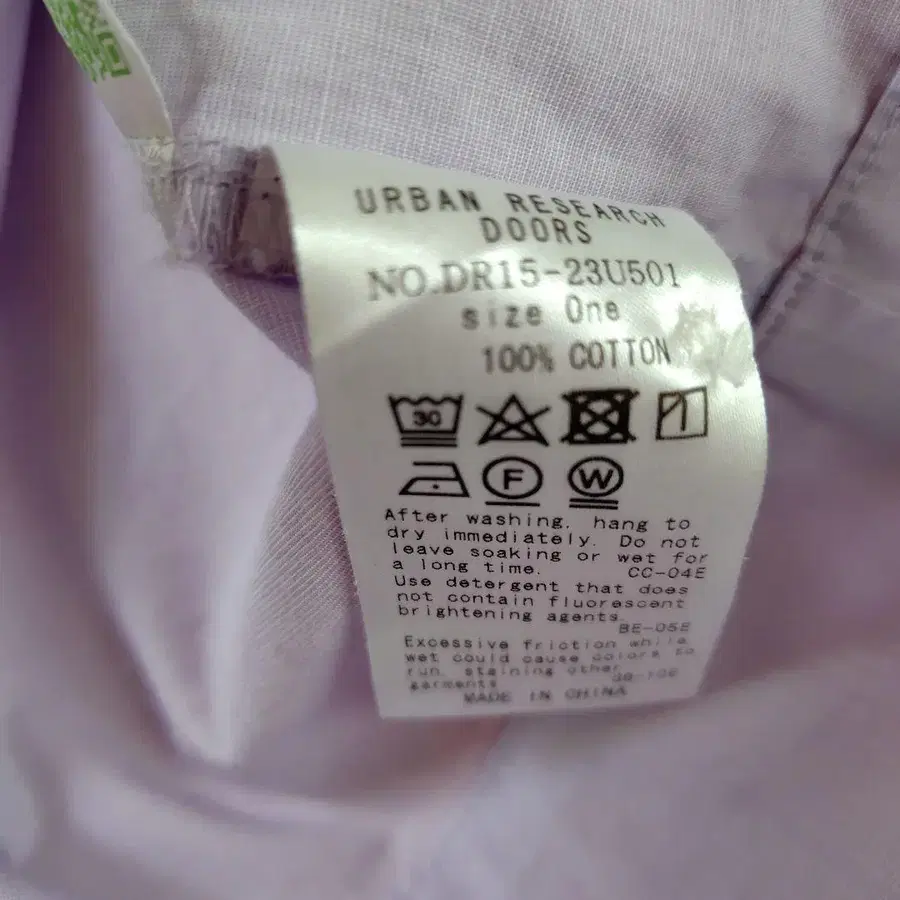 URBAN RESEARCH
DOORS
NO.DR15-23U501
size One
100% COTTON
30
F W
After washing, hang to
dry immediately. Do not
leave soaking or wet for
a long time.
CC-04E
Use detergent that does
not contain fluorescent
brightening agents.
BE-05E
Excessive friction while
wet could cause colors to
run, staining other
garments
MADE IN CHINA